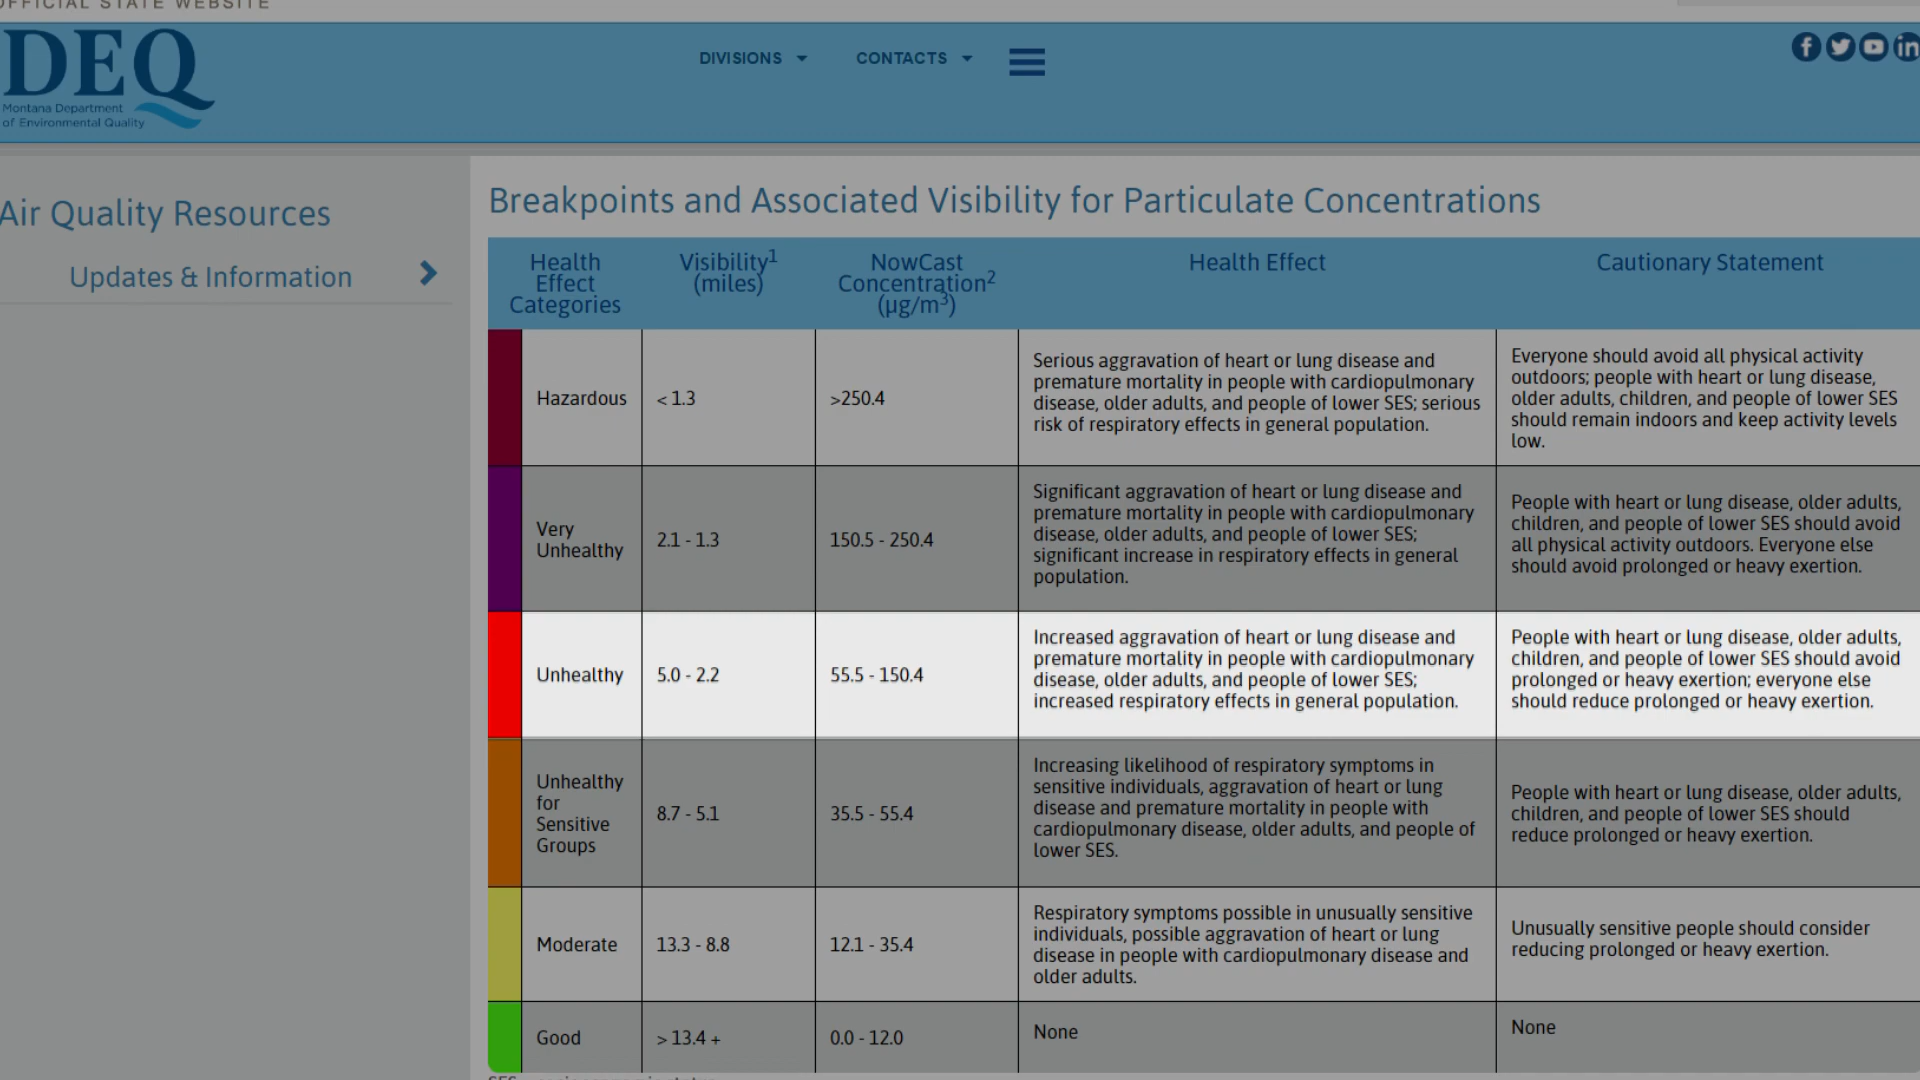 OFFICIAL STATE WEBSITE
DEQ
Montana Department
of Environmental Quality
DIVISIONS
CONTACTS
Air Quality Resources
Updates & Information
Breakpoints and Associated Visibility for Particulate Concentrations
Health
Effect
Categories
Visibility1
(miles)
NowCast
Concentration2
(µg/m3)
Health Effect
Cautionary Statement
Hazardous
< 1.3
>250.4
Serious aggravation of heart or lung disease and
premature mortality in people with cardiopulmonary
disease, older adults, and people of lower SES; serious
risk of respiratory effects in general population.
Everyone should avoid all physical activity
outdoors; people with heart or lung disease,
older adults, children, and people of lower SES
should remain indoors and keep activity levels
low.
Very
Unhealthy
2.1 - 1.3
150.5 - 250.4
Significant aggravation of heart or lung disease and
premature mortality in people with cardiopulmonary
disease, older adults, and people of lower SES;
significant increase in respiratory effects in general
population.
People with heart or lung disease, older adults,
children, and people of lower SES should avoid
all physical activity outdoors. Everyone else
should avoid prolonged or heavy exertion.
Unhealthy
5.0 - 2.2
55.5 - 150.4
Increased aggravation of heart or lung disease and
premature mortality in people with cardiopulmonary
disease, older adults, and people of lower SES;
increased respiratory effects in general population.
People with heart or lung disease, older adults,
children, and people of lower SES should avoid
prolonged or heavy exertion; everyone else
should reduce prolonged or heavy exertion.
Unhealthy
for
Sensitive
Groups
8.7 - 5.1
35.5 - 55.4
Increasing likelihood of respiratory symptoms in
sensitive individuals, aggravation of heart or lung
disease and premature mortality in people with
cardiopulmonary disease, older adults, and people of
lower SES.
People with heart or lung disease, older adults,
children, and people of lower SES should
reduce prolonged or heavy exertion.
Moderate
13.3 - 8.8
12.1 - 35.4
Respiratory symptoms possible in unusually sensitive
individuals, possible aggravation of heart or lung
disease in people with cardiopulmonary disease and
older adults.
Unusually sensitive people should consider
reducing prolonged or heavy exertion.
Good
> 13.4 +
0.0 - 12.0
None
None